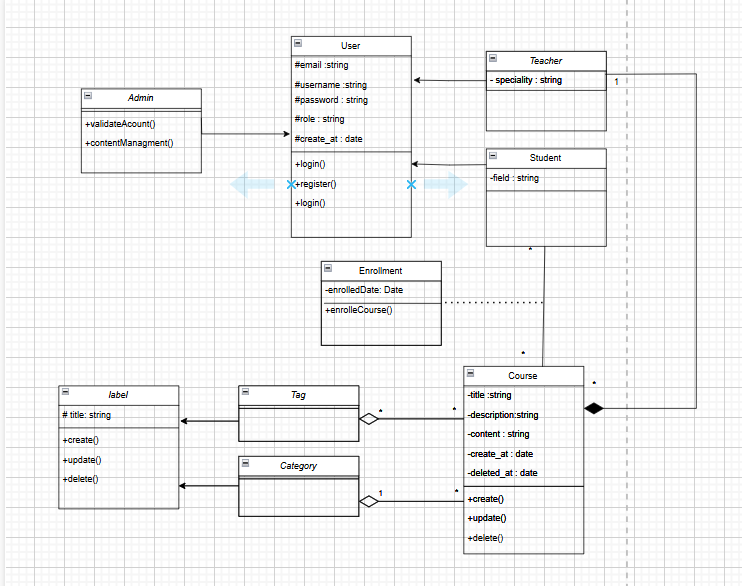 User
#email :string
#username :string
#password : string
#role : string
#create_at : date
+login()
+register()
+login()
Teacher
- speciality : string
1
Admin
+validateAcount()
+contentManagment()
Student
-field : string
*
Enrollment
-enrolledDate: Date
+enrolleCourse()
*
Course
-title :string
-description:string
-content : string
-create_at : date
-deleted_at : date
+create()
+update()
+delete()
*
label
# title: string
+create()
+update()
+delete()
Tag
*
*
Category
1
*